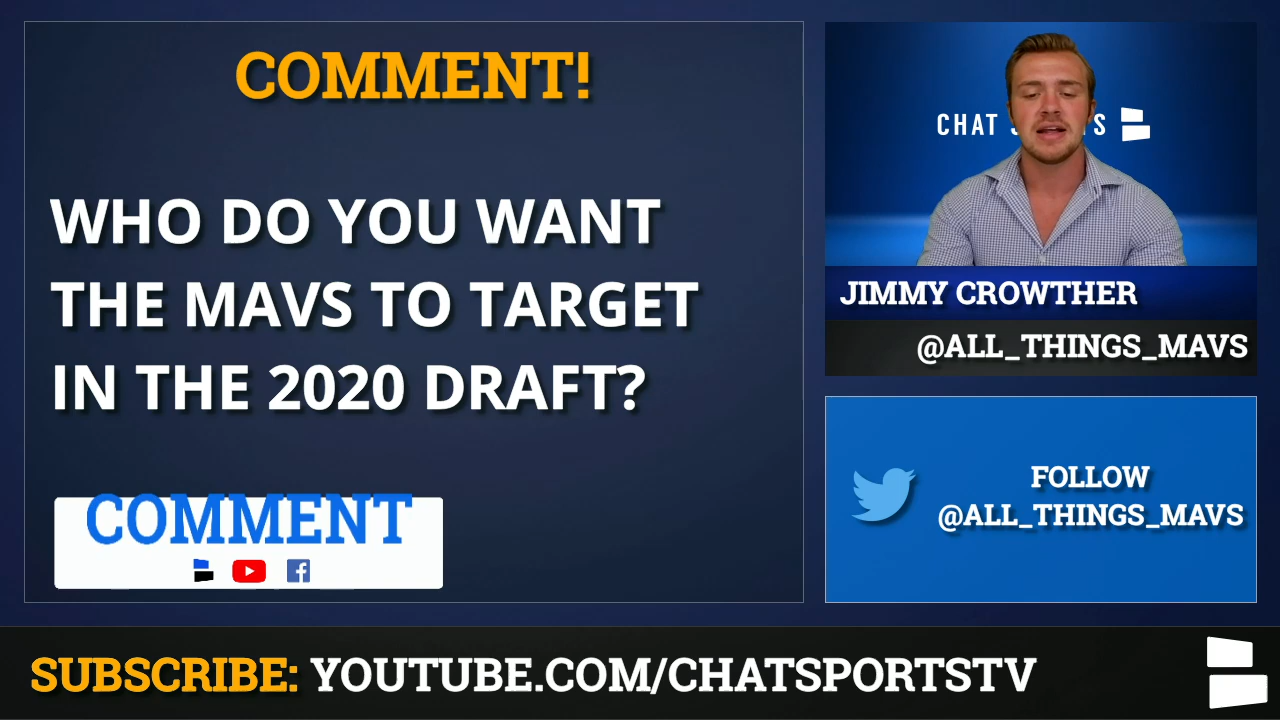 COMMENT!
WHO DO YOU WANT
THE MAVS TO TARGET
IN THE 2020 DRAFT?
COMMENT
CHAT
JIMMY CROWTHER
@ALL_THINGS_MAVS
FOLLOW
@ALL_THINGS_MAVS
SUBSCRIBE: YOUTUBE.COM/CHATSPORTSTV